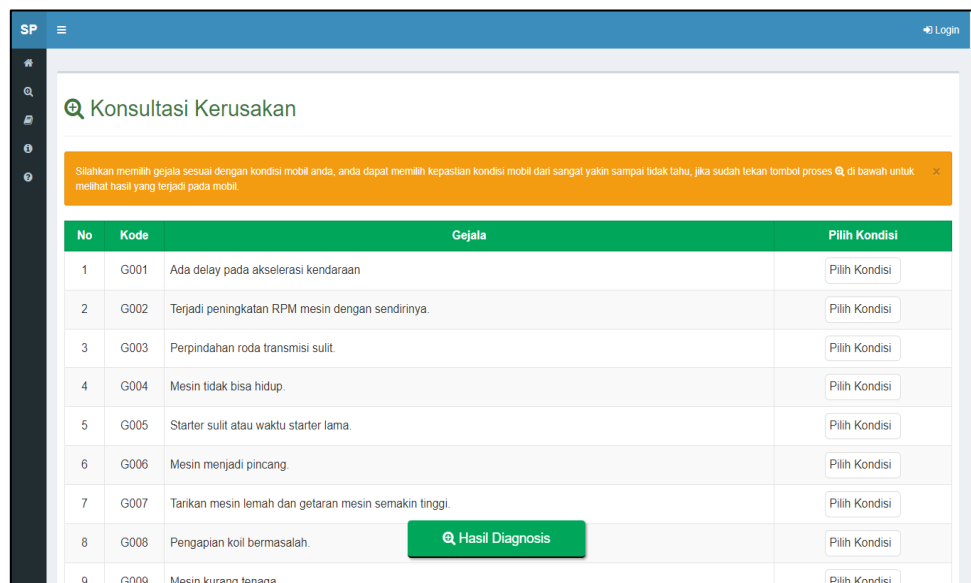 SP
Login
Konsultasi Kerusakan
Silahkan memilih gejala sesuai dengan kondisi mobil anda, anda dapat memilih kepastian kondisi mobil dari sangat yakin sampai tidak tahu, jika sudah tekan tombol proses di bawah untuk
melihat hasil yang terjadi pada mobil.
×
No Kode Gejala Pilih Kondisi
1 G001 Ada delay pada akselerasi kendaraan Pilih Kondisi
2 G002 Terjadi peningkatan RPM mesin dengan sendirinya. Pilih Kondisi
3 G003 Perpindahan roda transmisi sulit. Pilih Kondisi
4 G004 Mesin tidak bisa hidup. Pilih Kondisi
5 G005 Starter sulit atau waktu starter lama. Pilih Kondisi
6 G006 Mesin menjadi pincang. Pilih Kondisi
7 G007 Tarikan mesin lemah dan getaran mesin semakin tinggi. Pilih Kondisi
8 G008 Pengapian koil bermasalah. Pilih Kondisi
Hasil Diagnosis
9 G009 Mesin kurang tenaga Pilih Kondisi